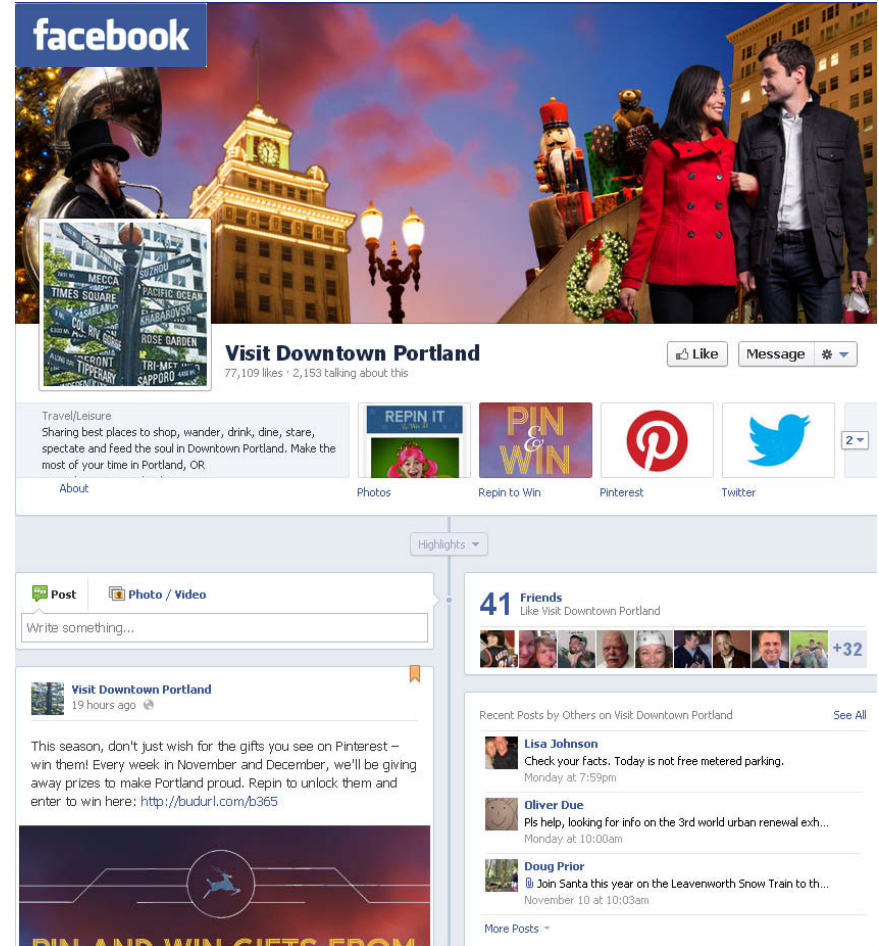 facebook
PORTLAND ME
SUZHOU
MECCA
TIMES SQUARE
PACIFIC OCEAN
CASABLANCA
KHABAROVSK
COL. RIV. GORGE
ROSE GARDEN
TIPPERARY
TRI-MET
SAPPORO
Visit Downtown Portland
77,109 likes · 2,153 talking about this
Like
Message
Travel/Leisure
Sharing best places to shop, wander, drink, dine, stare,
spectate and feed the soul in Downtown Portland. Make the
most of your time in Portland, OR
About
REPIN IT
PIN
&
WIN
2
Photos
Repin to Win
Pinterest
Twitter
Highlights
Post
Photo / Video
Write something...
41 Friends
Like Visit Downtown Portland
+32
Visit Downtown Portland
19 hours ago
This season, don't just wish for the gifts you see on Pinterest –
win them! Every week in November and December, we'll be giving
away prizes to make Portland proud. Repin to unlock them and
enter to win here: http://budurl.com/b365
PIN AND WIN GIFTS FROM
Recent Posts by Others on Visit Downtown Portland
See All
Lisa Johnson
Check your facts. Today is not free metered parking.
Monday at 7:59pm
Oliver Due
Pls help, looking for info on the 3rd world urban renewal exh...
Monday at 10:00am
Doug Prior
Join Santa this year on the Leavenworth Snow Train to th...
November 10 at 10:03am
More Posts